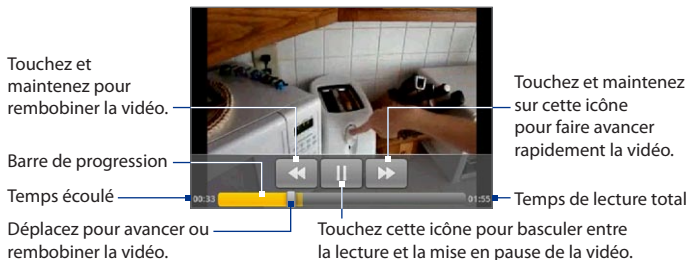 Touchez et
maintenez pour
rembobiner la vidéo.
Touchez et maintenez
sur cette icône
pour faire avancer
rapidement la vidéo.
Barre de progression
Temps écoulé
00:33
01:55
Temps de lecture total
Déplacez pour avancer ou
rembobiner la vidéo.
Touchez cette icône pour basculer entre
la lecture et la mise en pause de la vidéo.